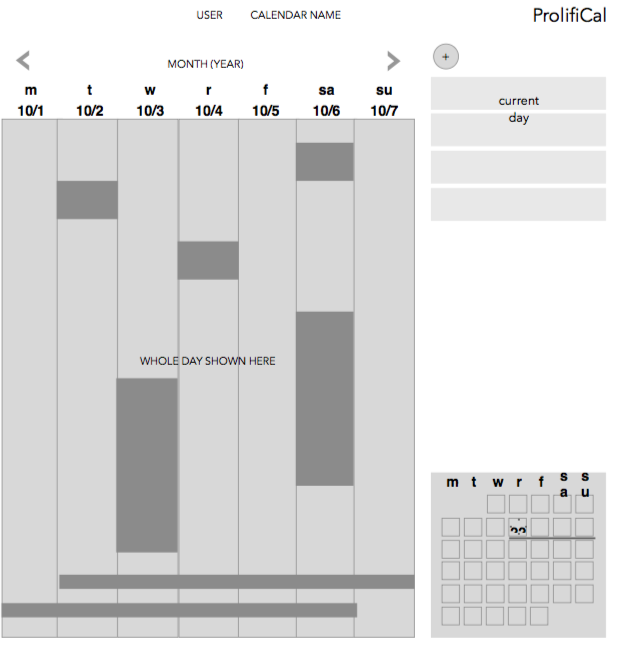 USER CALENDAR NAME ProlifiCal
MONTH (YEAR)
+
m t w r f sa su
10/1 10/2 10/3 10/4 10/5 10/6 10/7
current
day
WHOLE DAY SHOWN HERE
m t w r f sa su